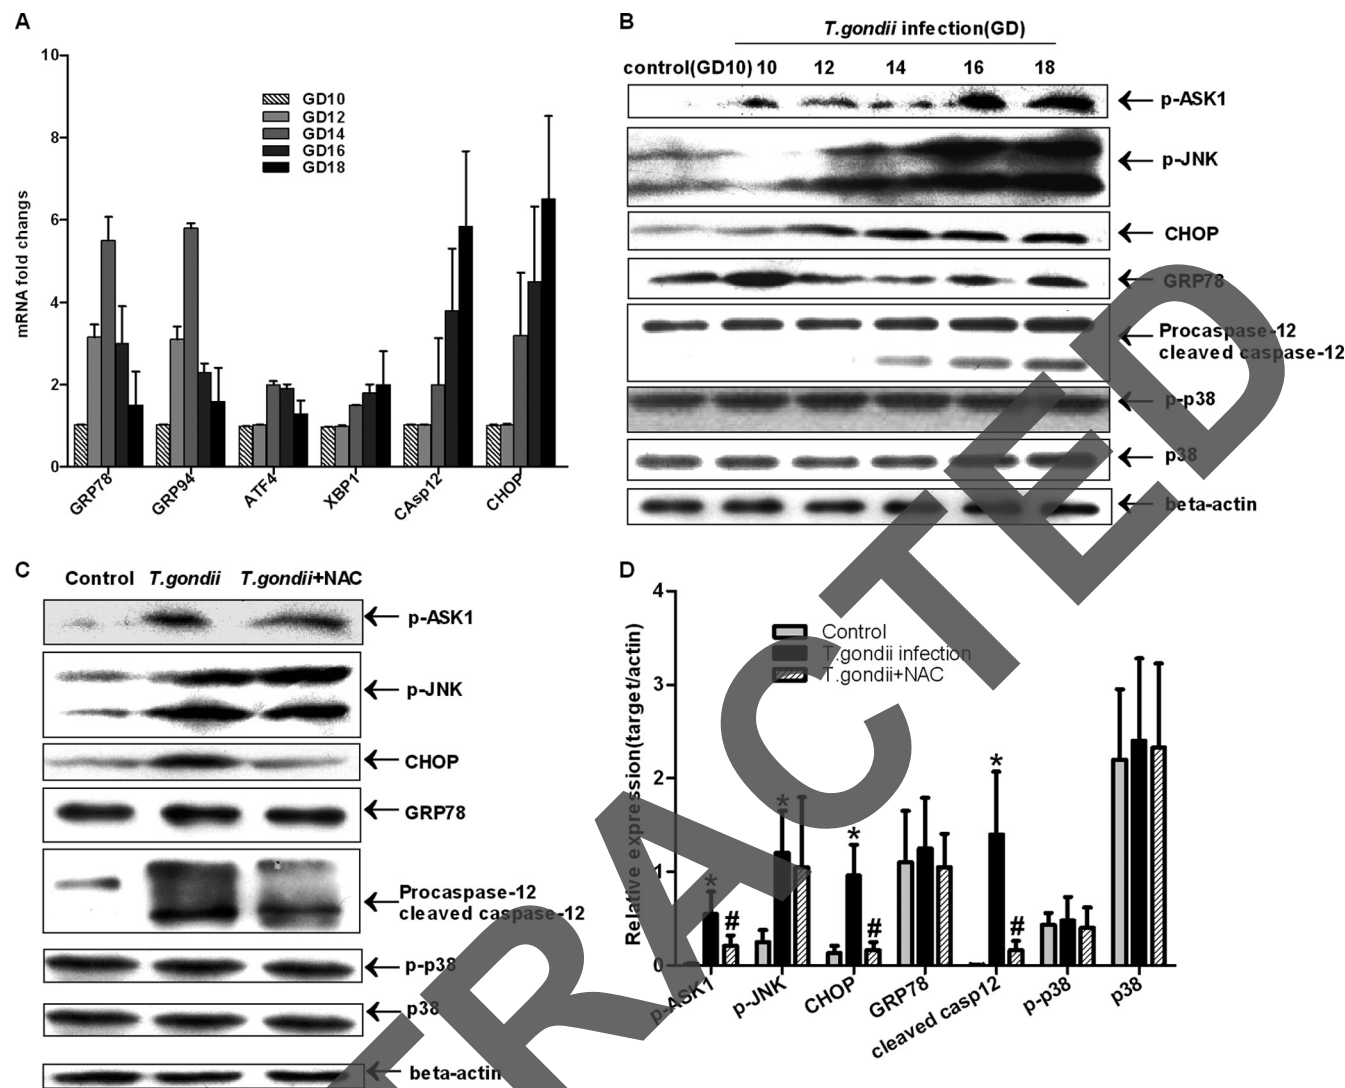 A
10
8
6
4
2
0
mRNA fold changs
GD10
GD12
GD14
GD16
GD18
GRP78
GRP94
ATF4
XBP1
CAsp12
CHOP
B
T.gondii infection(GD)
control(GD10) 10 12 14 16 18
p-ASK1
p-JNK
CHOP
GRP78
Procaspase-12
cleaved caspase-12
p-p38
p38
beta-actin
C
Control T.gondii T.gondii+NAC
p-ASK1
p-JNK
CHOP
GRP78
Procaspase-12
cleaved caspase-12
p-p38
p38
beta-actin
D
4
3
2
1
0
Relative expression(target/actin)
Control
T.gondii infection
T.gondii+NAC
*
#
*
*
#
*
#
p-ASK1
p-JNK
CHOP
GRP78
cleaved casp12
p-p38
p38
TRACTED